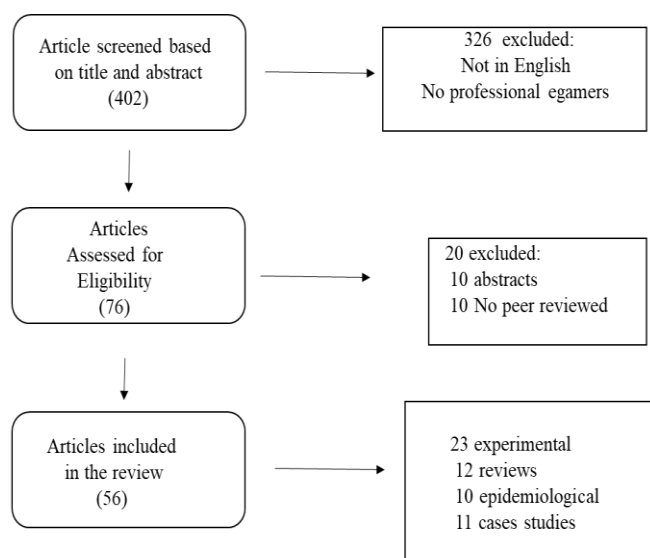 Article screened based
on title and abstract
(402)
326 excluded:
Not in English
No professional egamers
Articles
Assessed for
Eligibility
(76)
20 excluded:
10 abstracts
10 No peer reviewed
Articles included
in the review
(56)
23 experimental
12 reviews
10 epidemiological
11 cases studies